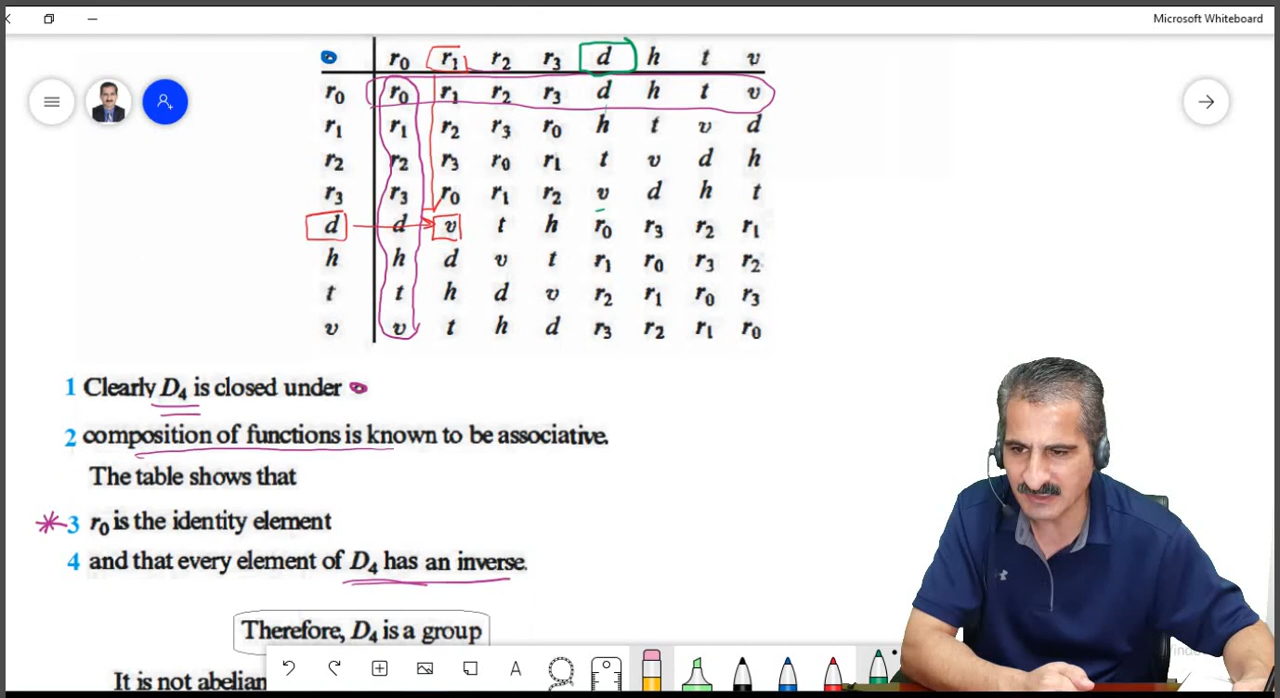 Microsoft Whiteboard
r0 r1 r2 r3 d h t v
r0 r0 r1 r2 r3 d h t v
r1 r1 r2 r3 r0 h t v d
r2 r2 r3 r0 r1 t v d h
r3 r3 r0 r1 r2 v d h t
d d v t h r0 r3 r2 r1
h h d v t r1 r0 r3 r2
t t h d v r2 r1 r0 r3
v v t h d r3 r2 r1 r0
1 Clearly D4 is closed under
2 composition of functions is known to be associative.
The table shows that
3 r0 is the identity element
4 and that every element of D4 has an inverse.
Therefore, D4 is a group
It is not abelian